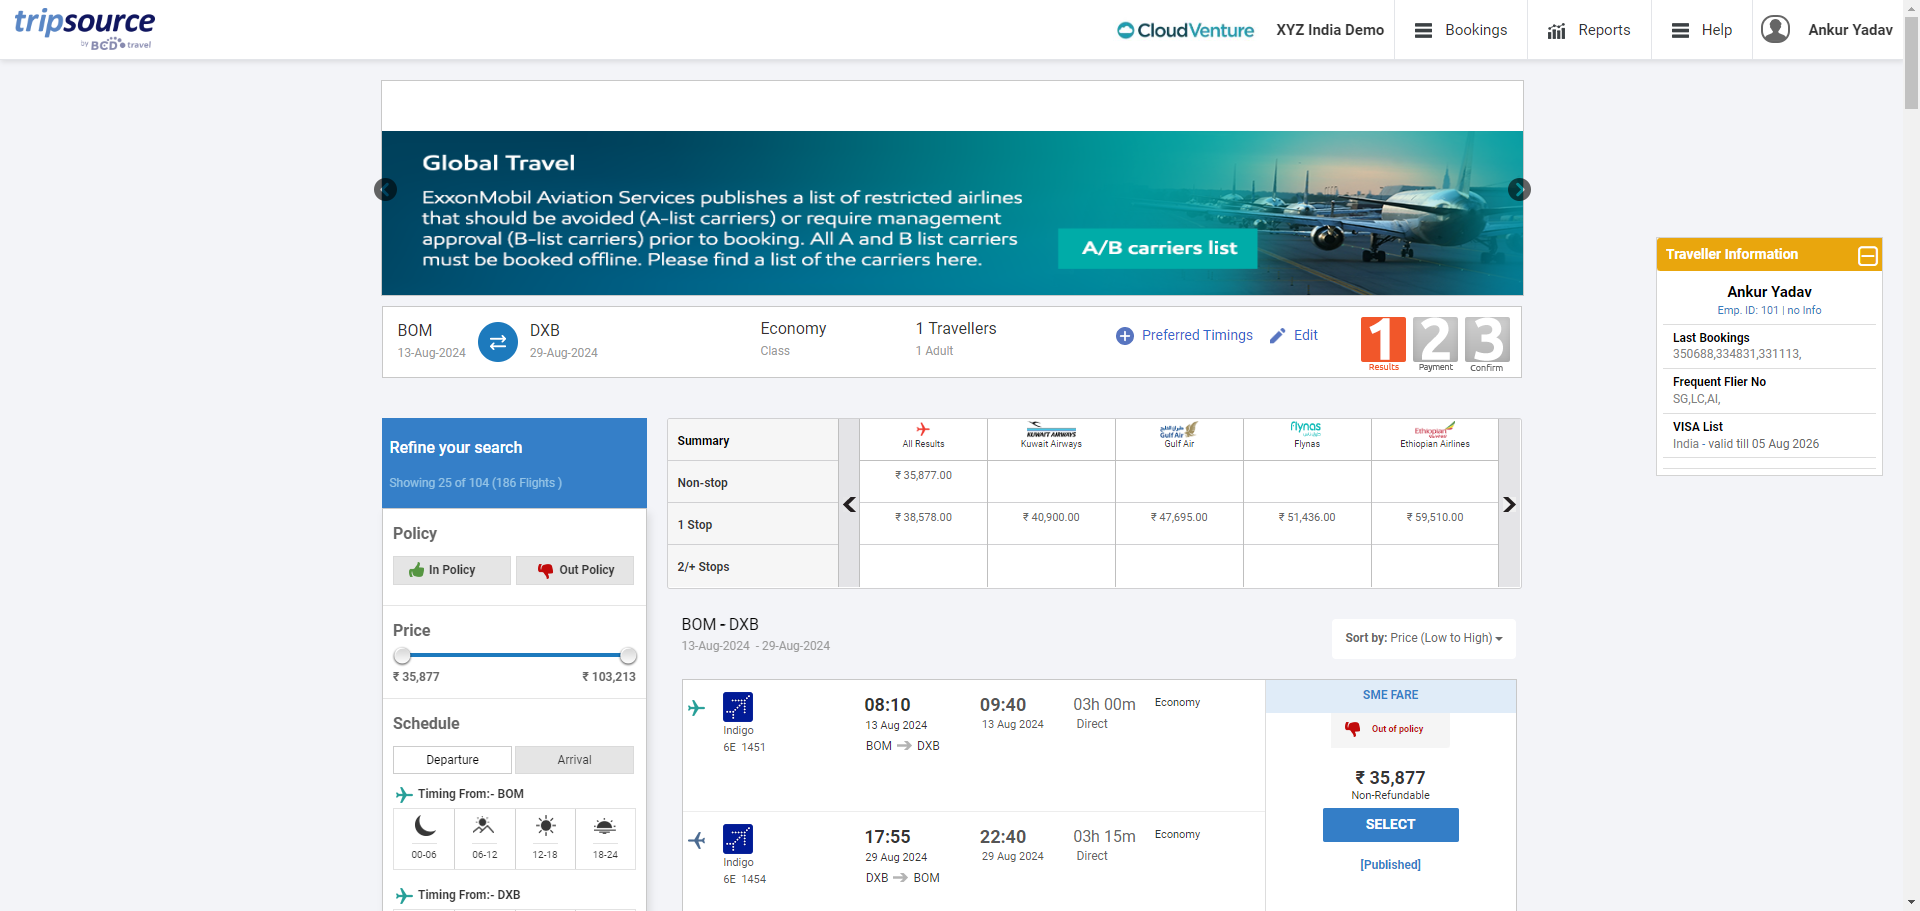 tripsource
by BCD travel
CloudVenture
XYZ India Demo
Bookings
Reports
Help
Ankur Yadav
Global Travel
ExxonMobil Aviation Services publishes a list of restricted airlines
that should be avoided (A-list carriers) or require management
approval (B-list carriers) prior to booking. All A and B list carriers
must be booked offline. Please find a list of the carriers here.
A/B carriers list
Traveller Information
Ankur Yadav
Emp. ID: 101 | no Info
Last Bookings
350688,334831,331113,
Frequent Flier No
SG,LC,AI,
VISA List
India - valid till 05 Aug 2026
BOM
13-Aug-2024
DXB
29-Aug-2024
Economy
Class
1 Travellers
1 Adult
Preferred Timings
Edit
1 2 3
Results Payment Confirm
Refine your search
Showing 25 of 104 (186 Flights )
Policy
In Policy
Out Policy
Price
₹ 35,877
₹ 103,213
Schedule
Departure
Arrival
Timing From:- BOM
00-06
06-12
12-18
18-24
Timing From:- DXB
Summary
All Results
KUWAIT AIRWAYS
Kuwait Airways
Gulf Air
Gulf Air
flynas
Flynas
Ethiopian
Ethiopian Airlines
Non-stop
₹ 35,877.00
1 Stop
₹ 38,578.00
₹ 40,900.00
₹ 47,695.00
₹ 51,436.00
₹ 59,510.00
2/+ Stops
BOM - DXB
13-Aug-2024 - 29-Aug-2024
Sort by: Price (Low to High)
Indigo
6E 1451
08:10
13 Aug 2024
BOM DXB
09:40
13 Aug 2024
03h 00m
Direct
Economy
Indigo
6E 1454
17:55
29 Aug 2024
DXB BOM
22:40
29 Aug 2024
03h 15m
Direct
Economy
SME FARE
Out of policy
₹ 35,877
Non-Refundable
SELECT
[Published]